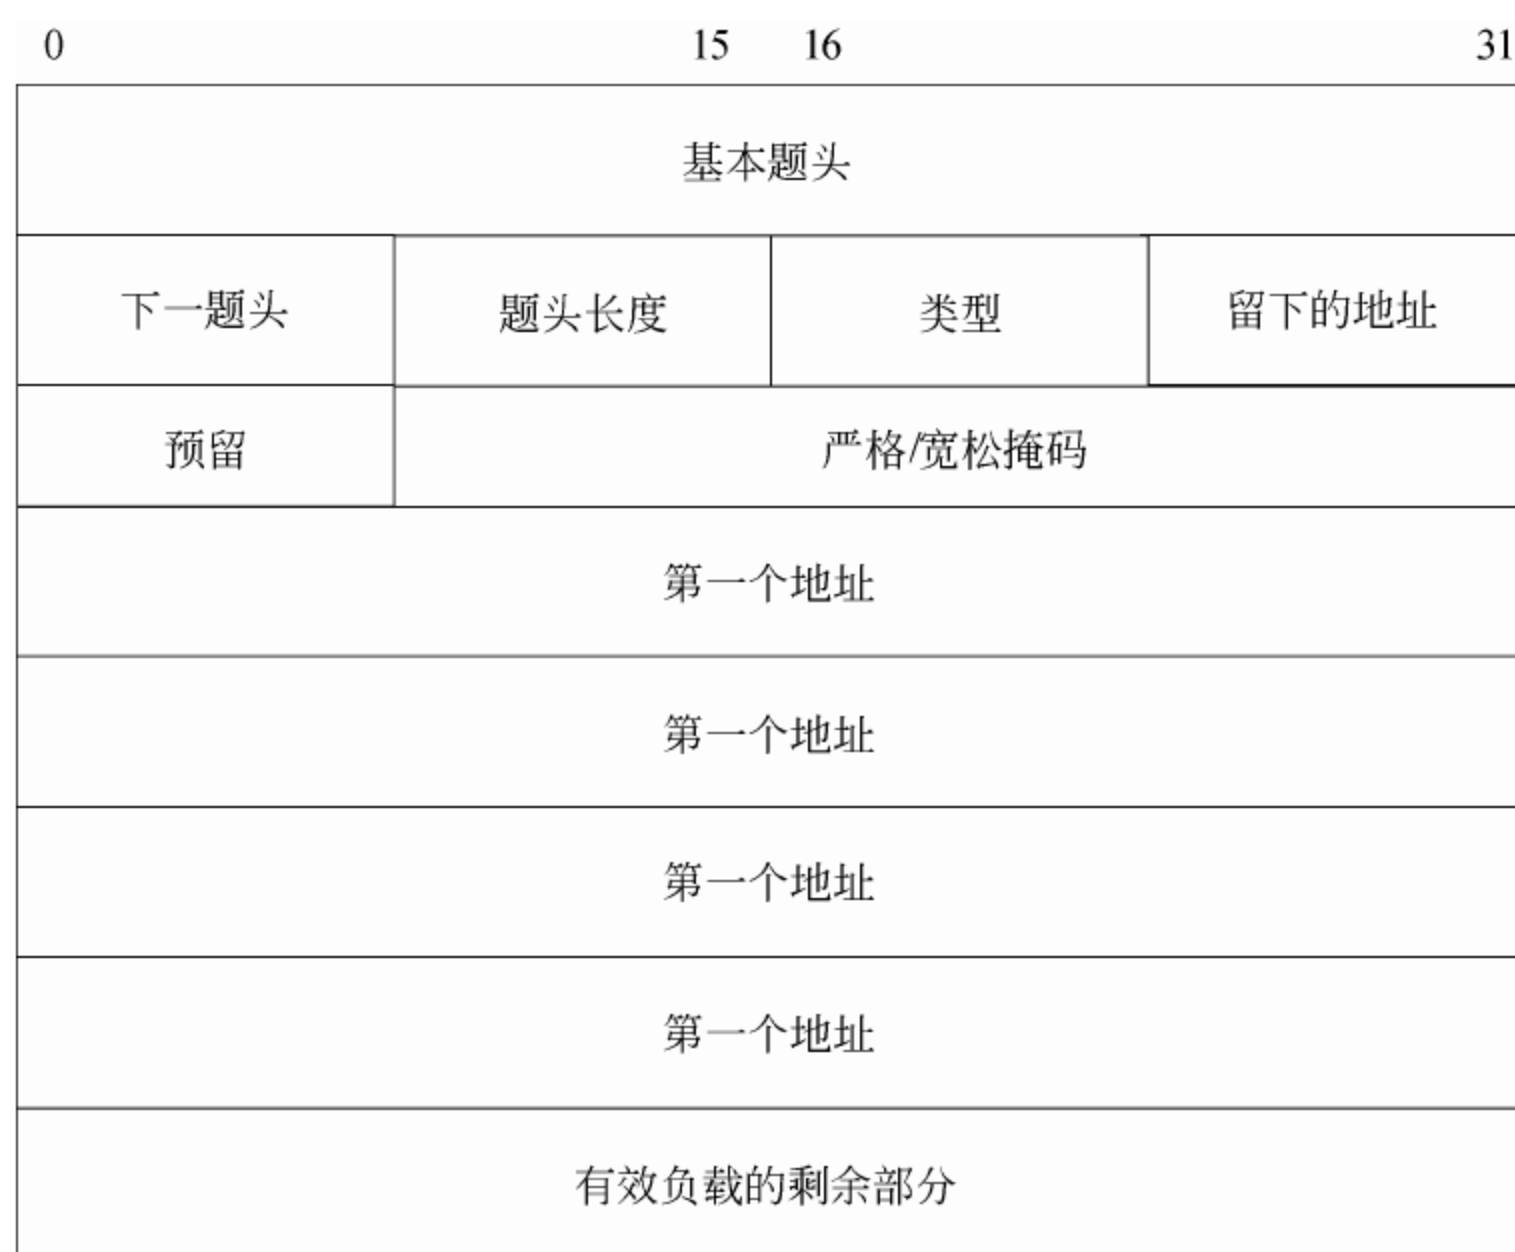 0 15 16 31
基本题头
下一题头 题头长度 类型 留下的地址
预留 严格/宽松掩码
第一个地址
第一个地址
第一个地址
第一个地址
有效负载的剩余部分